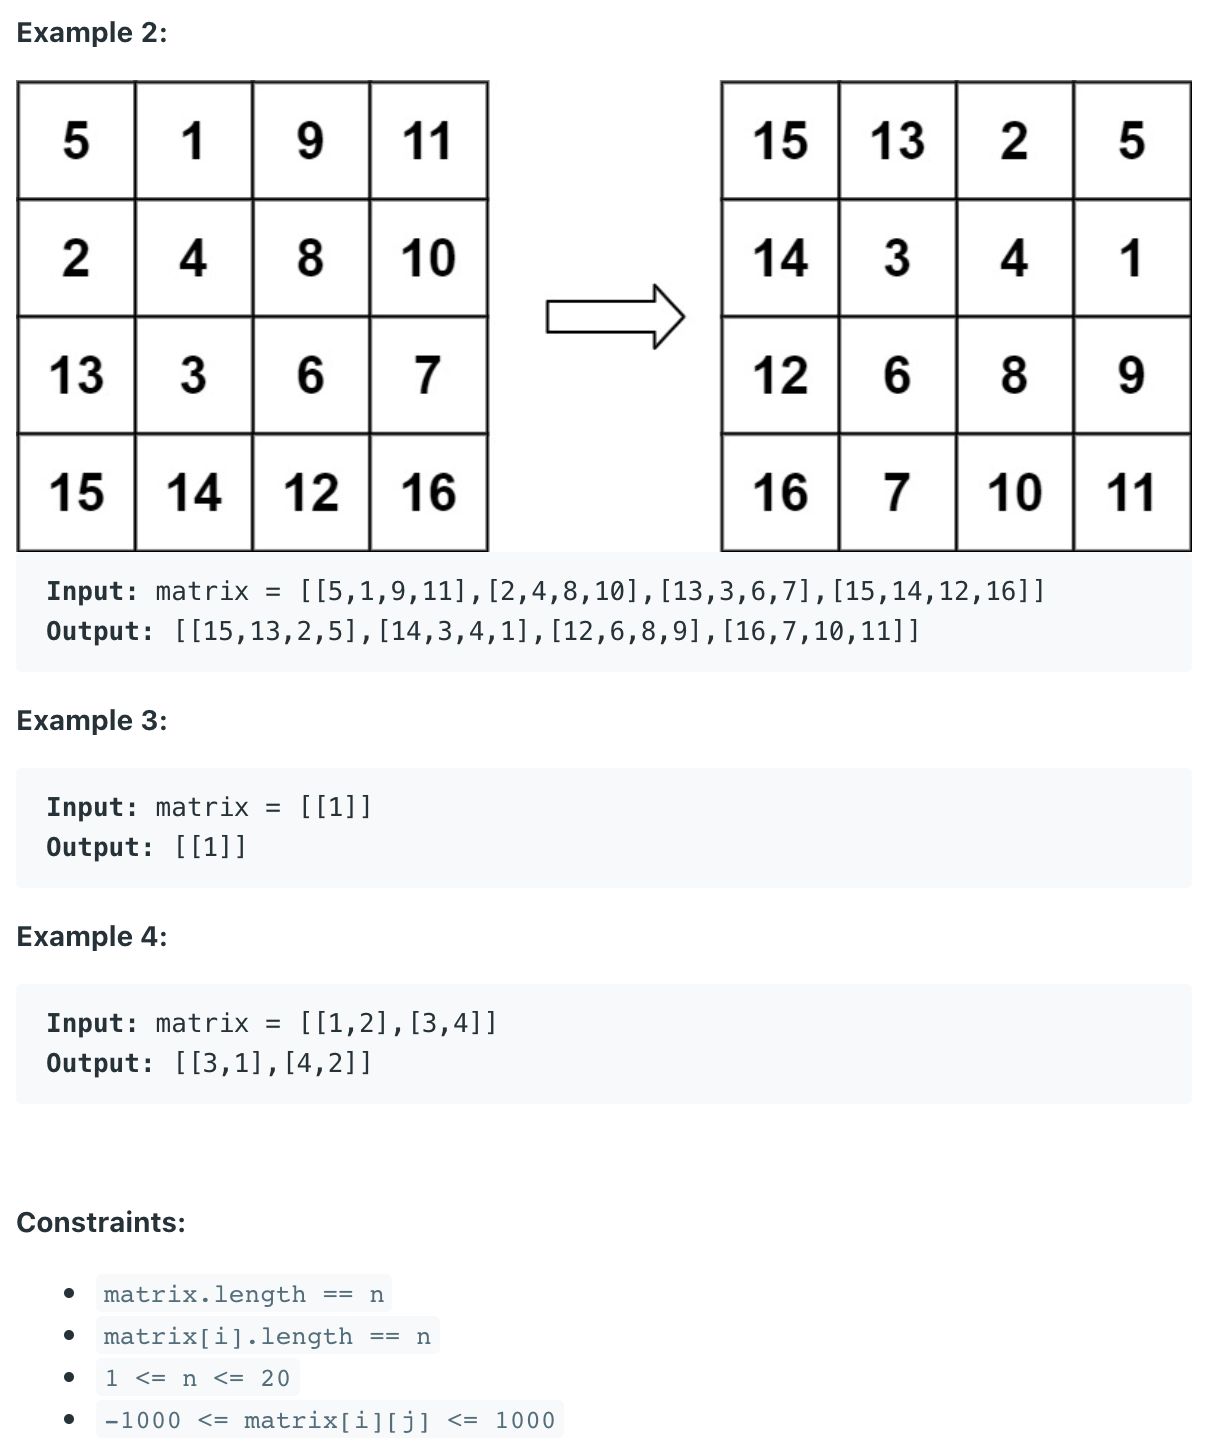 Example 2:
5 1 9 11 15 13 2 5
2 4 8 10 14 3 4 1
13 3 6 7 12 6 8 9
15 14 12 16 16 7 10 11
Input: matrix = [[5,1,9,11],[2,4,8,10],[13,3,6,7],[15,14,12,16]]
Output: [[15,13,2,5],[14,3,4,1],[12,6,8,9],[16,7,10,11]]
Example 3:
Input: matrix = [[1]]
Output: [[1]]
Example 4:
Input: matrix = [[1,2],[3,4]]
Output: [[3,1],[4,2]]
Constraints:
• matrix.length == n
• matrix[i].length == n
• 1 <= n <= 20
• -1000 <= matrix[i][j] <= 1000